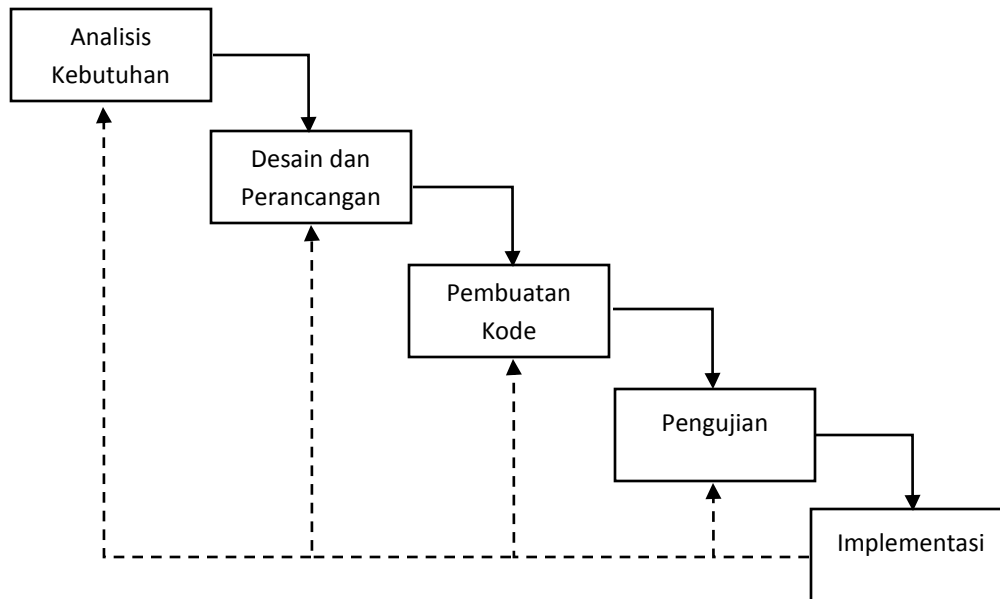 Analisis
Kebutuhan
Desain dan
Perancangan
Pembuatan
Kode
Pengujian
Implementasi